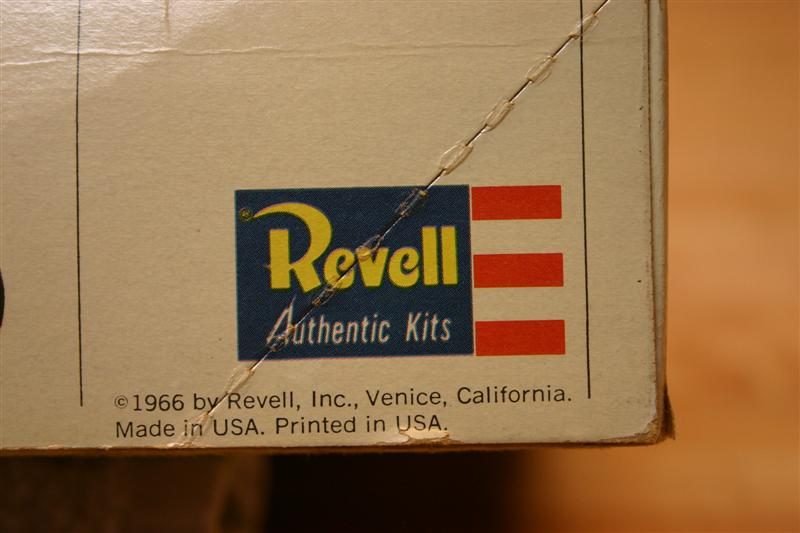 ® Revell
Authentic Kits
©1966 by Revell, Inc., Venice, California.
Made in USA. Printed in USA.